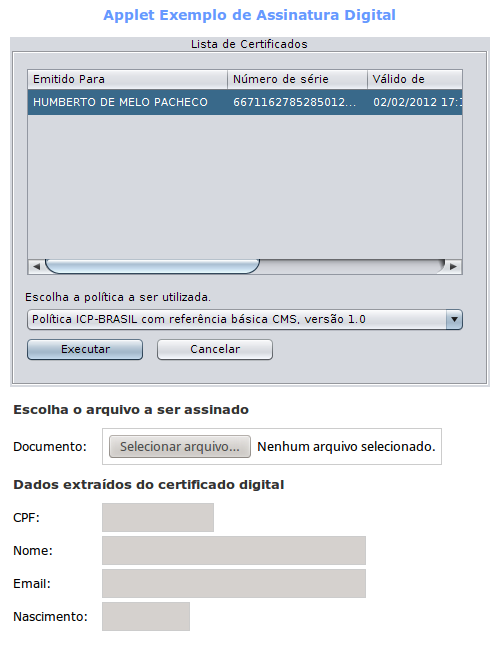 Applet Exemplo de Assinatura Digital
Lista de Certificados
Emitido Para Número de série Válido de
HUMBERTO DE MELO PACHECO 6671162785285012... 02/02/2012 17:1
Escolha a política a ser utilizada.
Política ICP-BRASIL com referência básica CMS, versão 1.0
Executar Cancelar
Escolha o arquivo a ser assinado
Documento: Selecionar arquivo... Nenhum arquivo selecionado.
Dados extraídos do certificado digital
CPF:
Nome:
Email:
Nascimento: